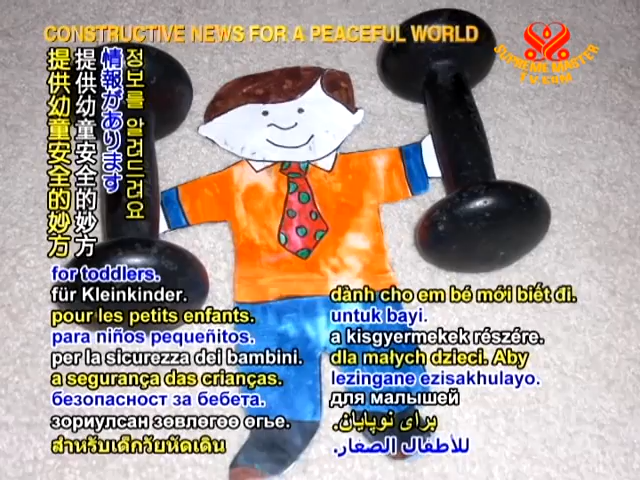 CONSTRUCTIVE NEWS FOR A PEACEFUL WORLD
SUPREME MASTER
TV.COM
정보를 알려드려요
情報があります
提供幼童安全的妙方
提供幼童安全的妙方
for toddlers.
für Kleinkinder.
pour les petits enfants.
para niños pequeñitos.
per la sicurezza dei bambini.
a segurança das crianças.
безопасност за бебета.
зориулсан зөвлөгөө өгье.
สำหรับเด็กวัยหัดเดิน
dành cho em bé mới biết đi.
untuk bayi.
a kisgyermekek részére.
dla małych dzieci. Aby
lezingane ezisakhulayo.
для малышей
برای نوپایان.
للأطفال الصغار.